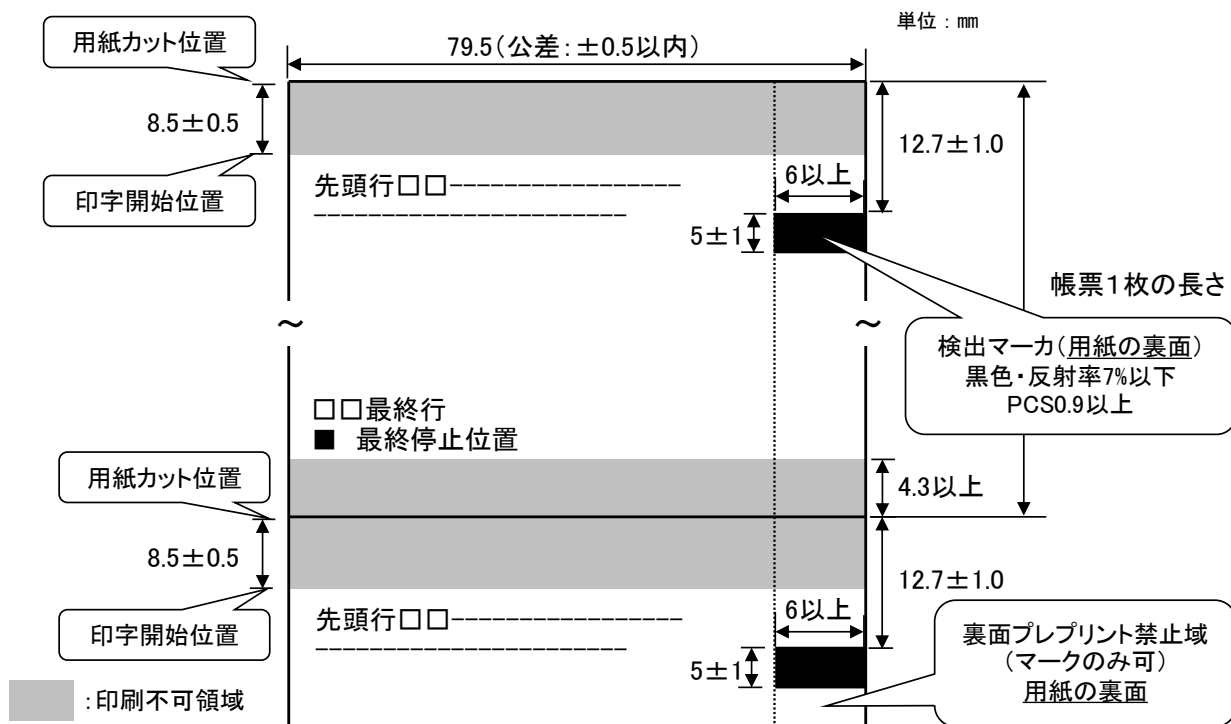 単位：mm
用紙カット位置
79.5(公差：±0.5以内)
8.5±0.5
12.7±1.0
印字開始位置
先頭行□□-----------------
-----------------------
6以上
5±1
帳票１枚の長さ
～
～
検出マーカ(用紙の裏面)
黒色・反射率7%以下
PCS0.9以上
□□最終行
■ 最終停止位置
用紙カット位置
4.3以上
8.5±0.5
12.7±1.0
印字開始位置
先頭行□□-----------------
-----------------------
6以上
5±1
裏面プレプリント禁止域
(マークのみ可)
用紙の裏面
：印刷不可領域